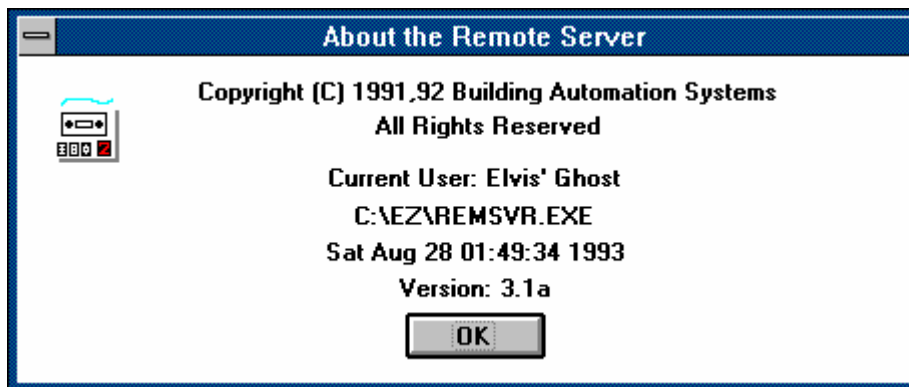 About the Remote Server
Copyright (C) 1991,92 Building Automation Systems
All Rights Reserved
Current User: Elvis' Ghost
C:\EZ\REMSVR.EXE
Sat Aug 28 01:49:34 1993
Version: 3.1a
OK